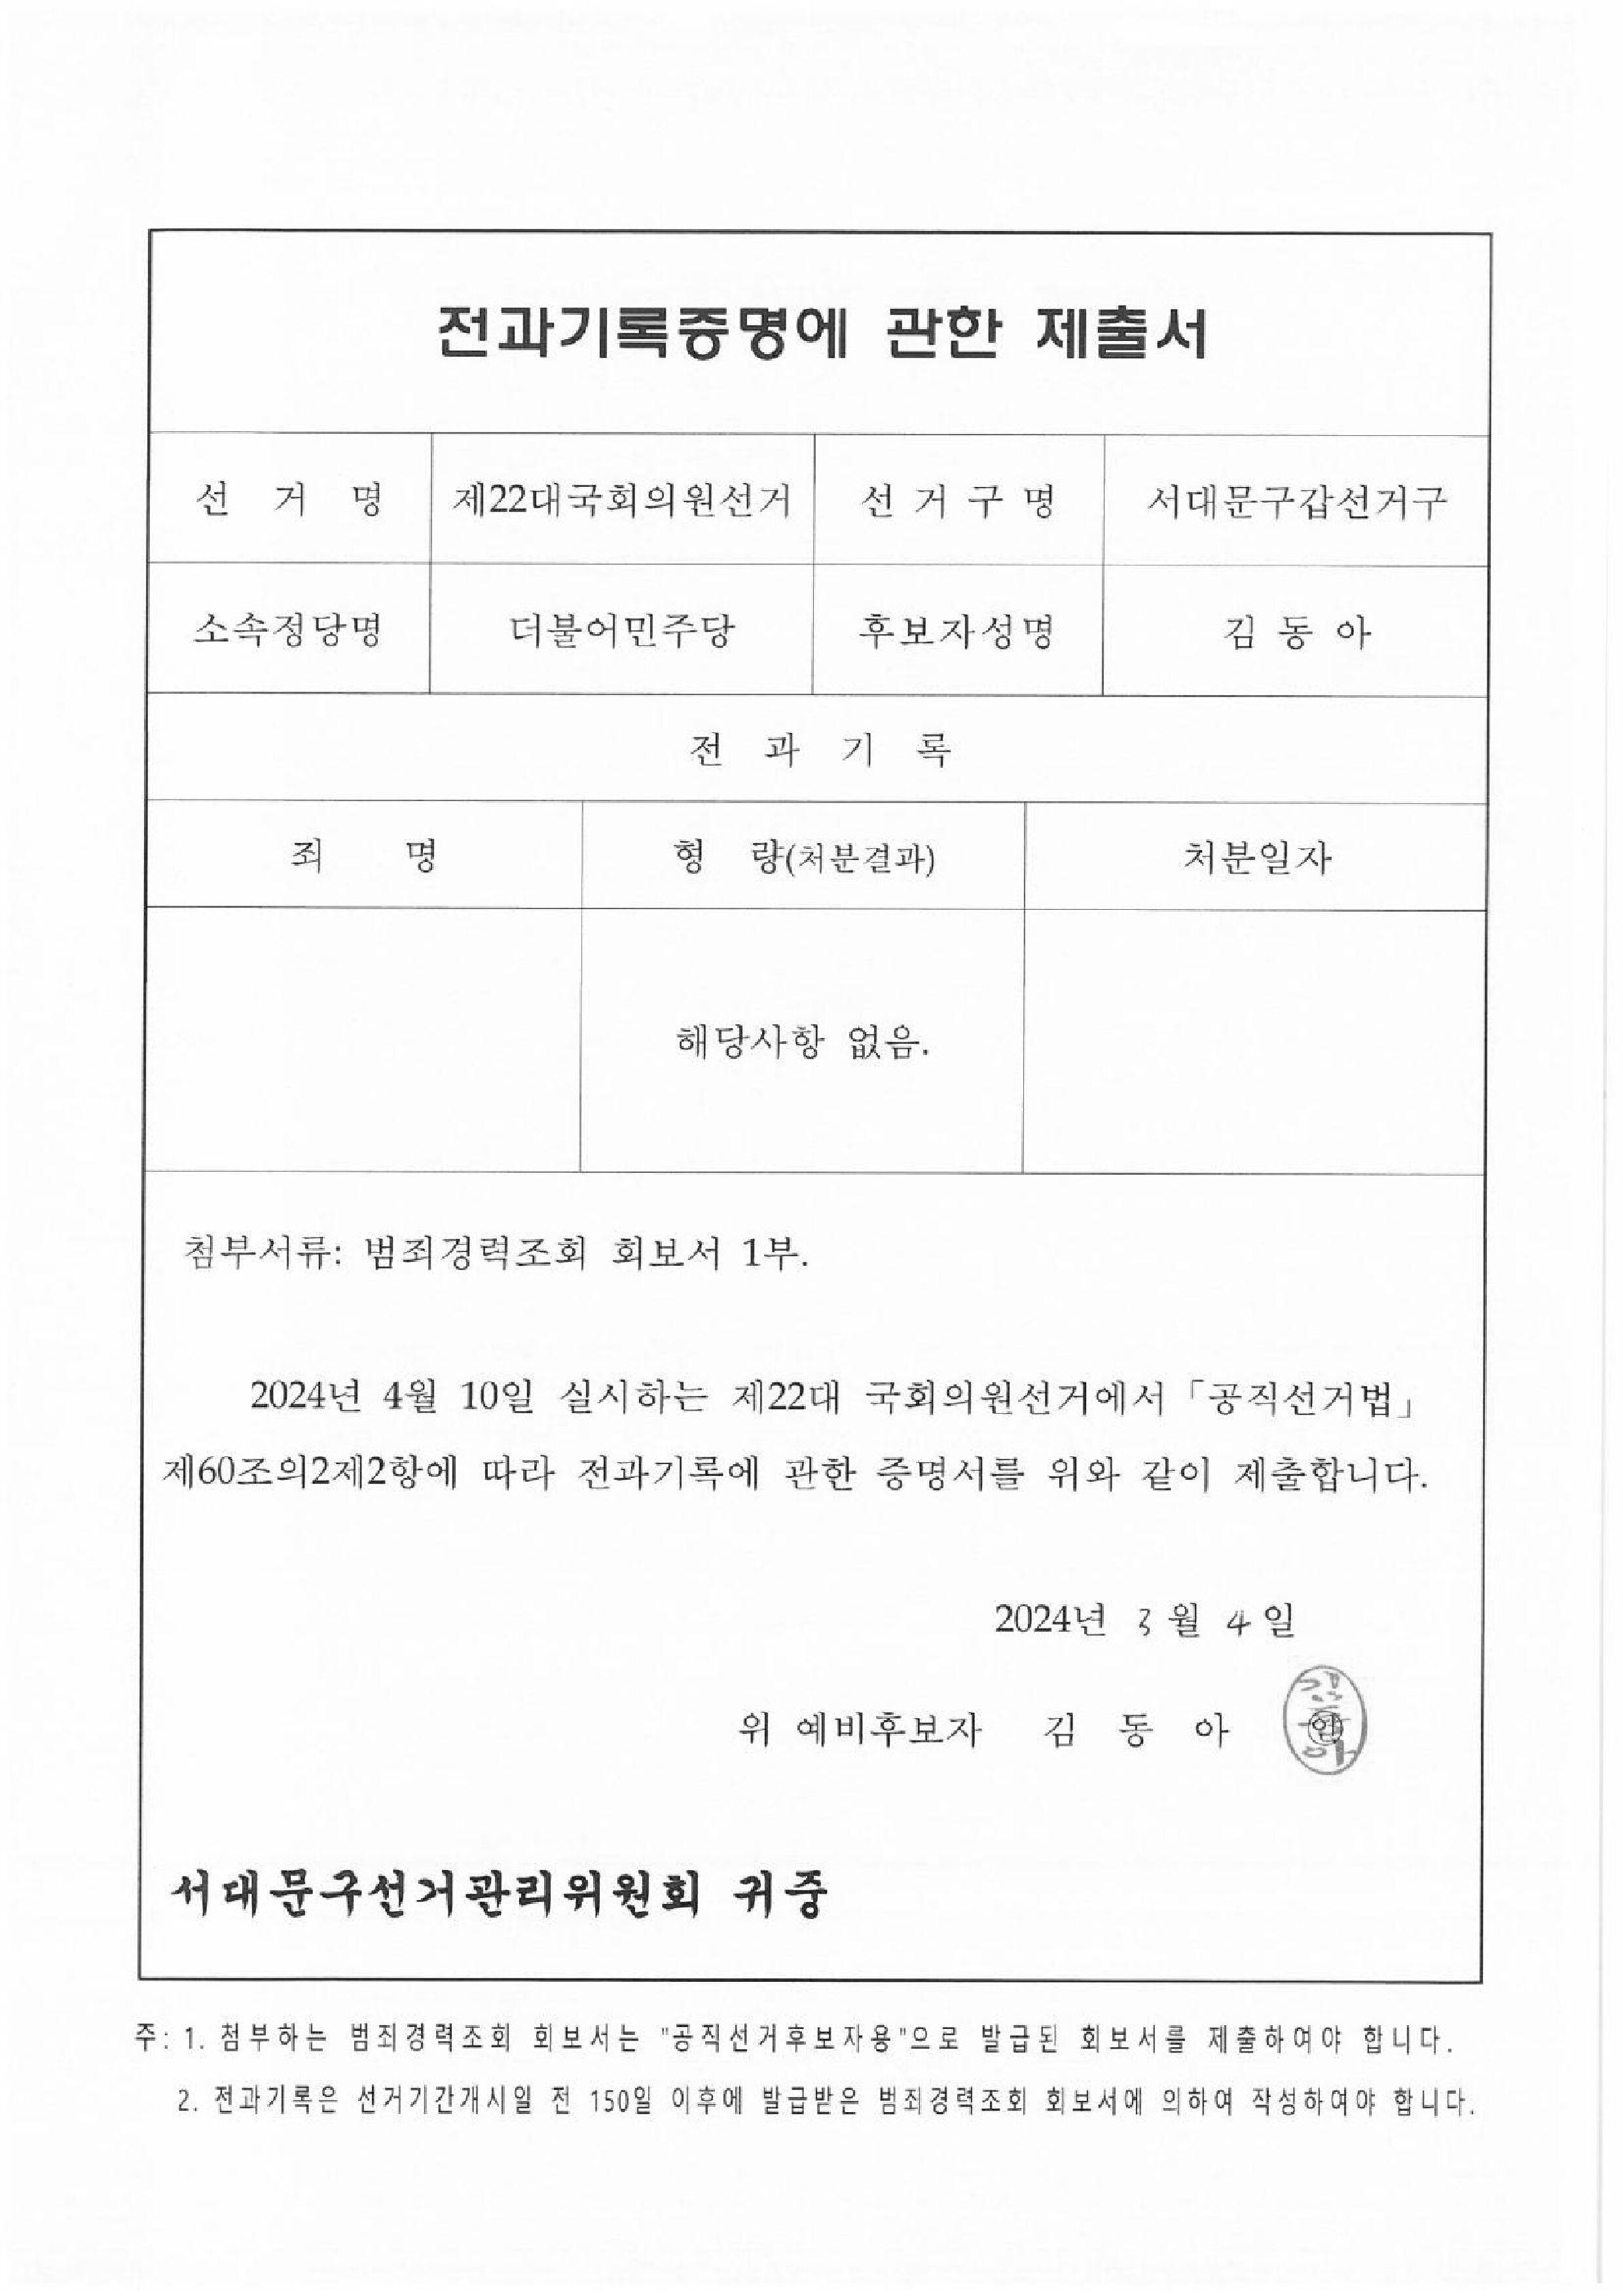 전과기록증명에 관한 제출서
선 거 명 제22대국회의원선거 선 거 구 명 서대문구갑선거구
소속정당명 더불어민주당 후보자성명 김 동 아
전 과 기 록
죄 명 형 량(처분결과) 처분일자
해당사항 없음.
첨부서류: 범죄경력조회 회보서 1부.
2024년 4월 10일 실시하는 제22대 국회의원선거에서「공직선거법」
제60조의2제2항에 따라 전과기록에 관한 증명서를 위와 같이 제출합니다.
2024년 3월 4일
위 예비후보자 김 동 아 ㊞
김동아
서대문구선거관리위원회 귀중
주: 1. 첨부하는 범죄경력조회 회보서는 "공직선거후보자용"으로 발급된 회보서를 제출하여야 합니다.
2. 전과기록은 선거기간개시일 전 150일 이후에 발급받은 범죄경력조회 회보서에 의하여 작성하여야 합니다.